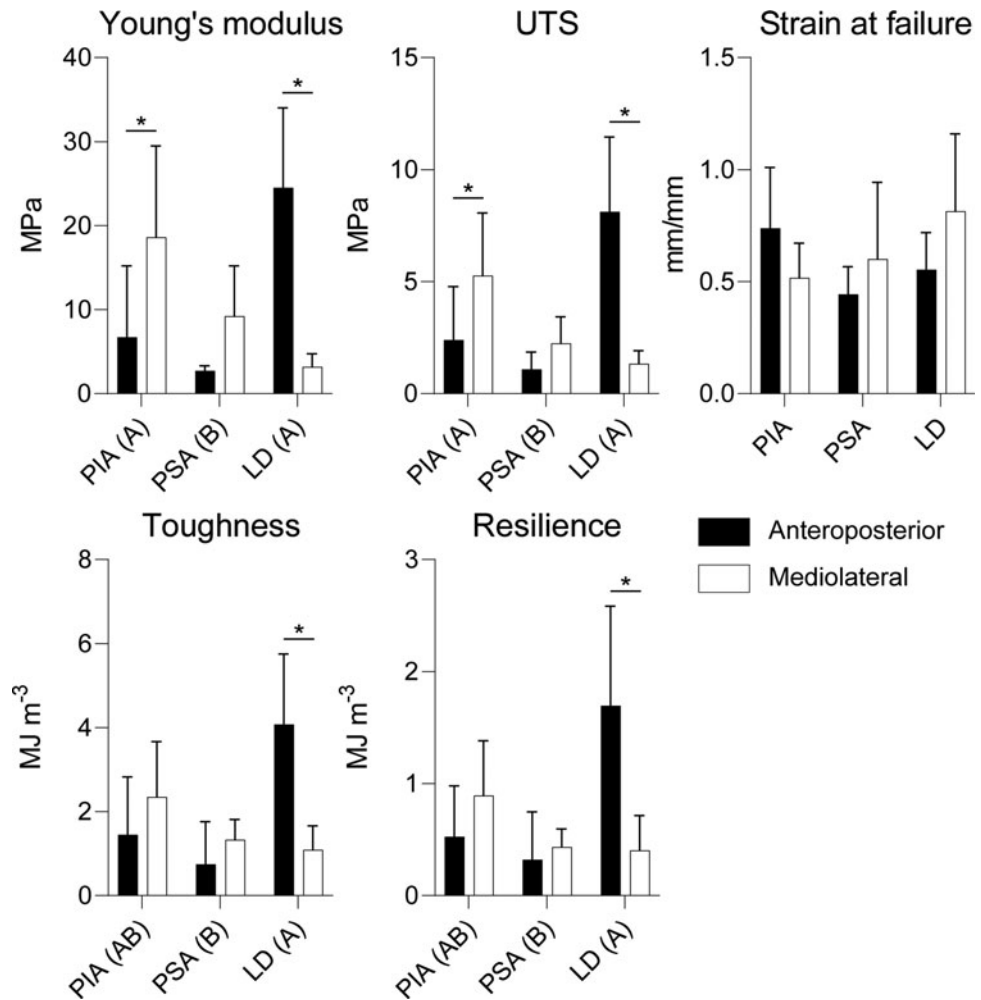 Young's modulus
MPa
40
30
20
10
0
*
*
PIA (A)
PSA (B)
LD (A)
UTS
MPa
15
10
5
0
*
*
PIA (A)
PSA (B)
LD (A)
Strain at failure
mm/mm
1.5
1.0
0.5
0.0
PIA
PSA
LD
Toughness
MJ m⁻³
8
6
4
2
0
*
PIA (AB)
PSA (B)
LD (A)
Resilience
MJ m⁻³
3
2
1
0
*
PIA (AB)
PSA (B)
LD (A)
Anteroposterior
Mediolateral